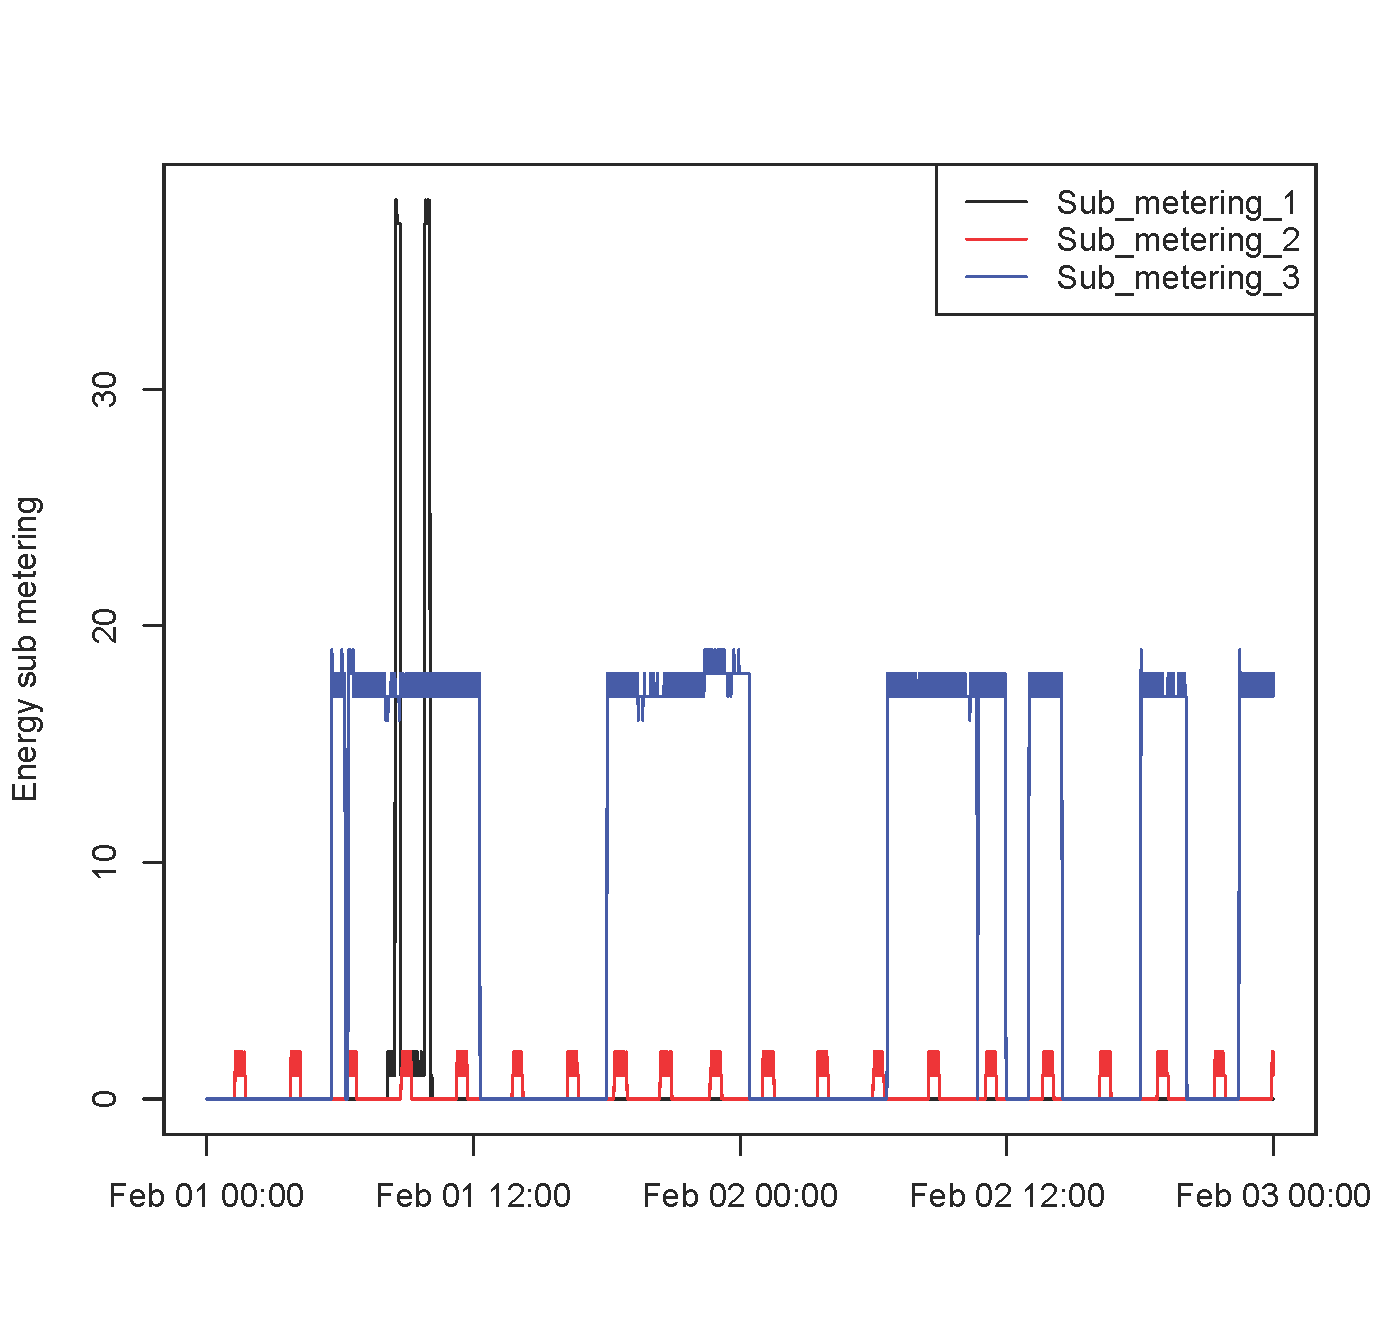 Sub_metering_1
Sub_metering_2
Sub_metering_3
Energy sub metering
30
20
10
0
Feb 01 00:00
Feb 01 12:00
Feb 02 00:00
Feb 02 12:00
Feb 03 00:00